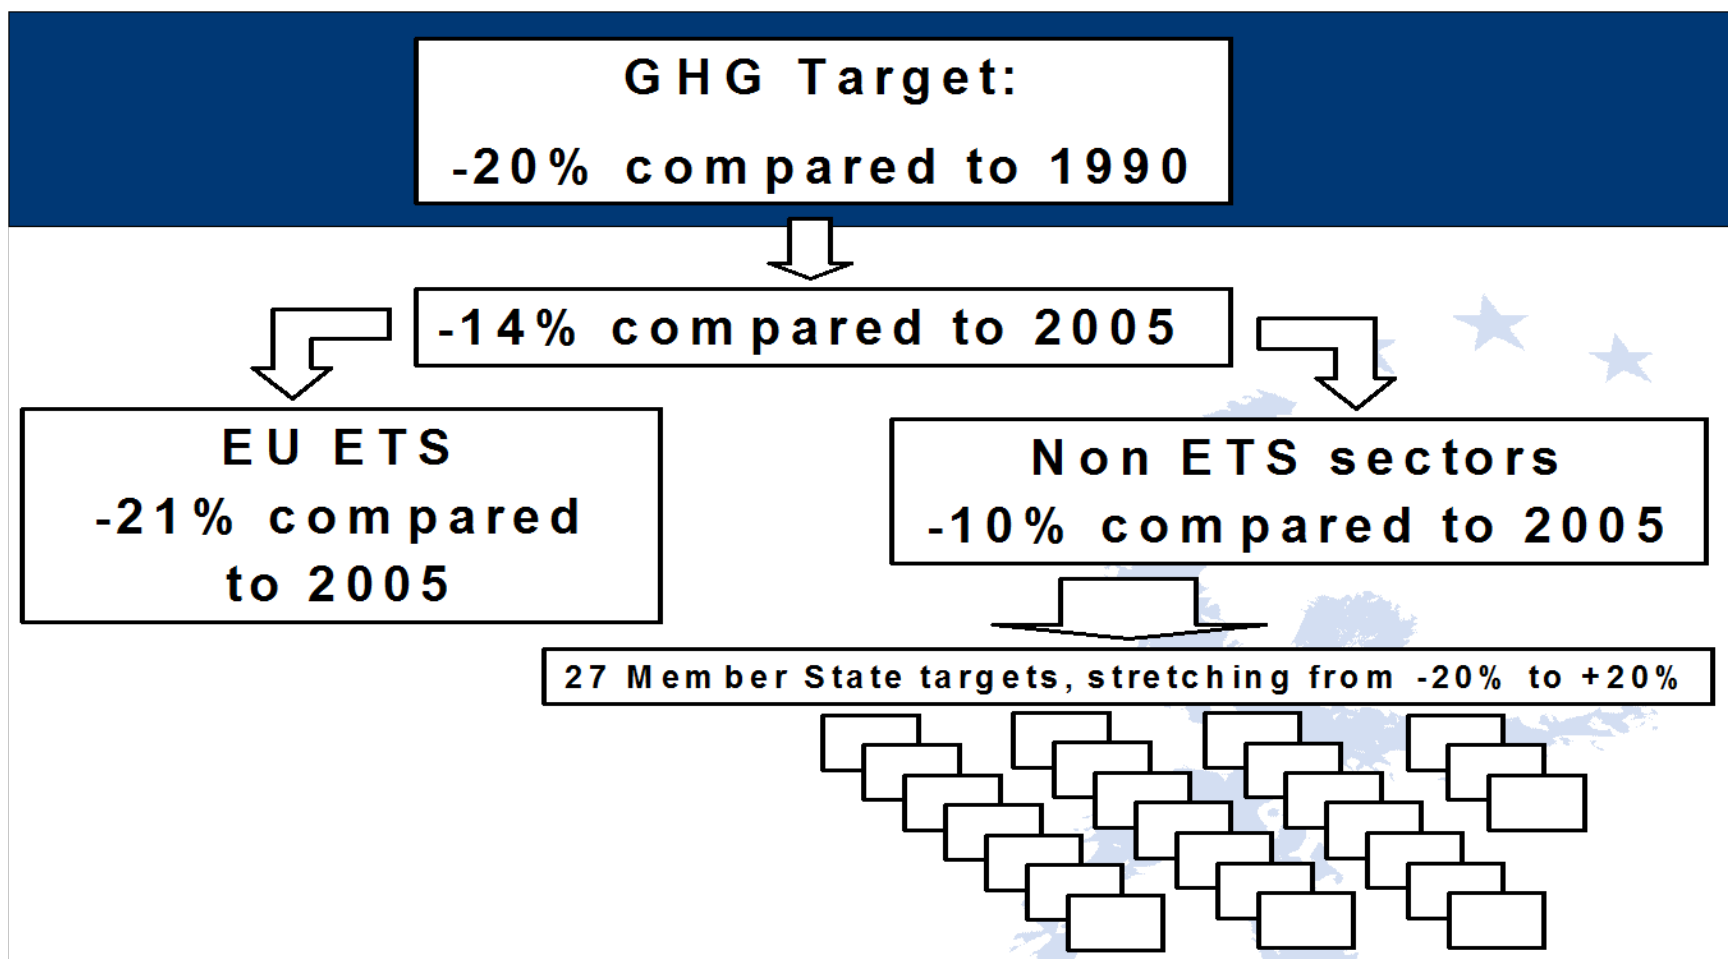 GHG Target:
-20% compared to 1990
-14% compared to 2005
EU ETS
-21% compared
to 2005
Non ETS sectors
-10% compared to 2005
27 Member State targets, stretching from -20% to +20%